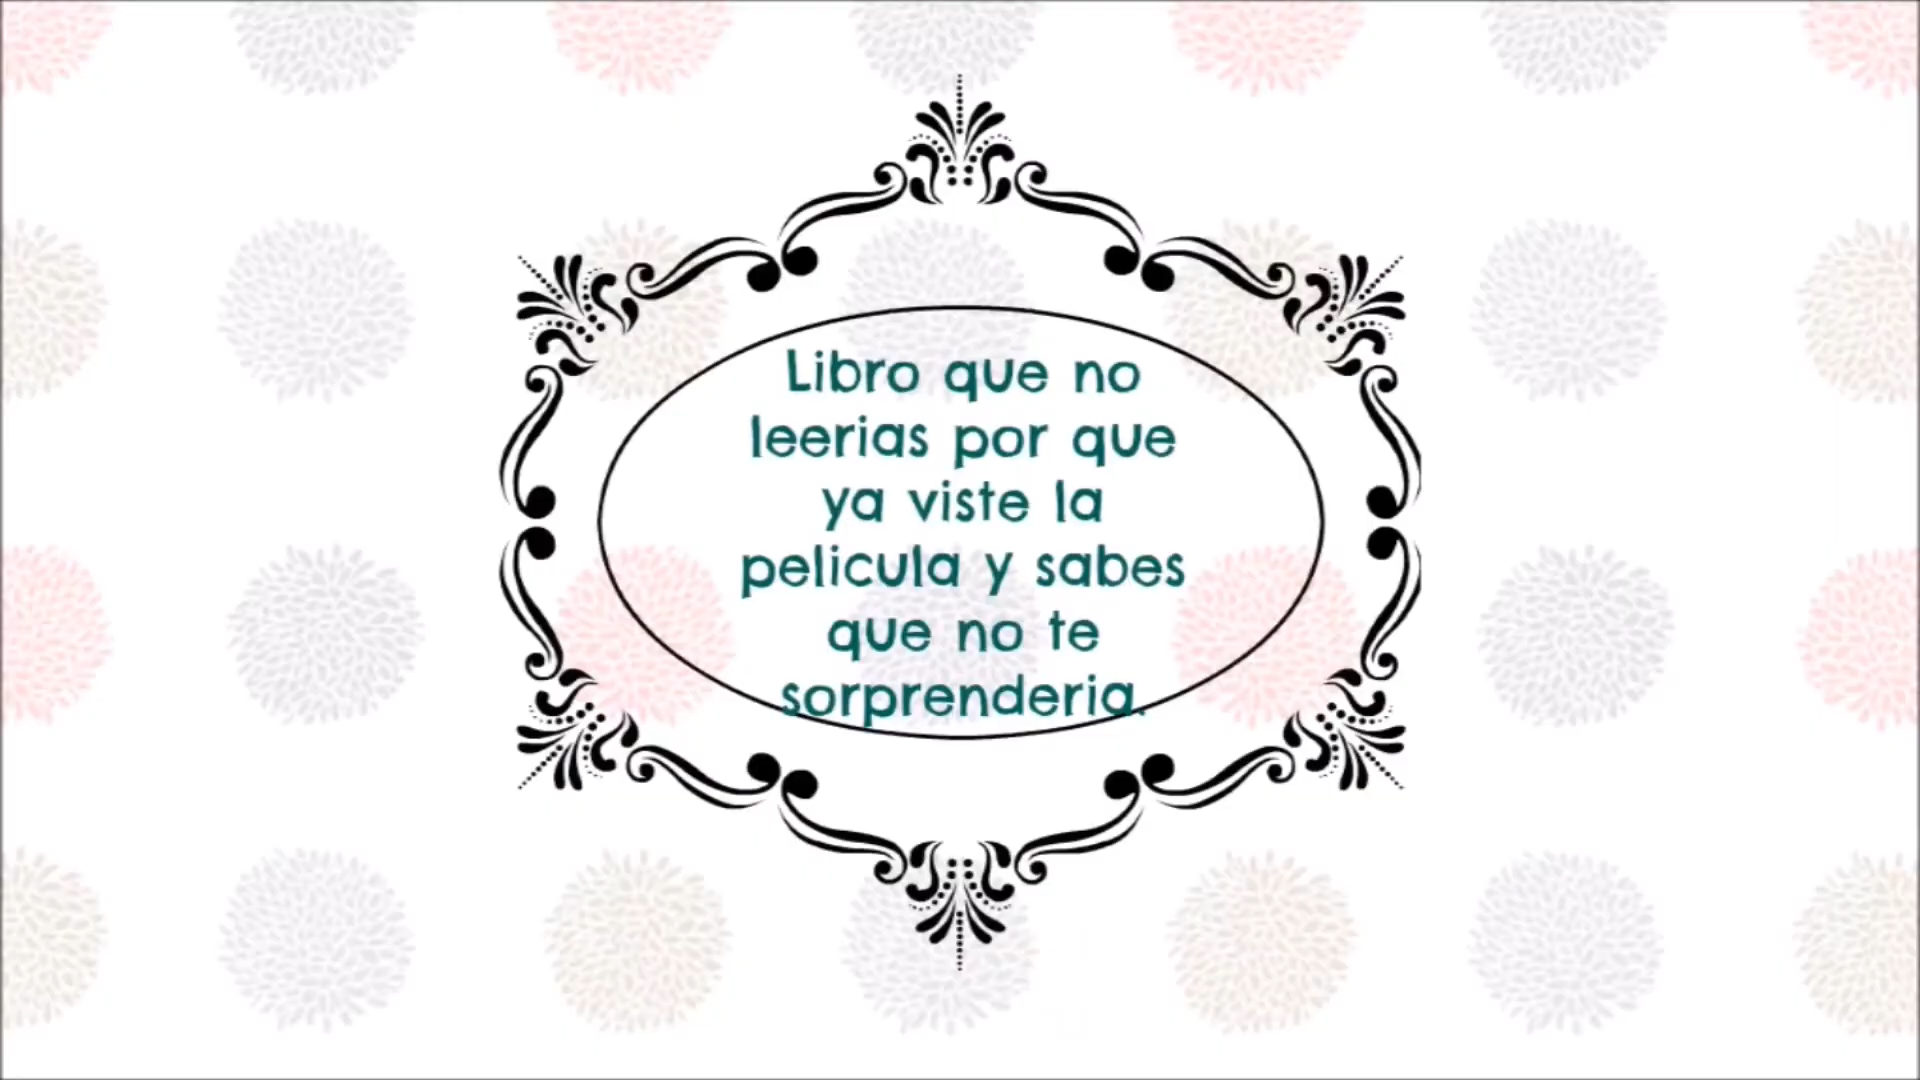 Libro que no
leerias por que
ya viste la
pelicula y sabes
que no te
sorprenderia.